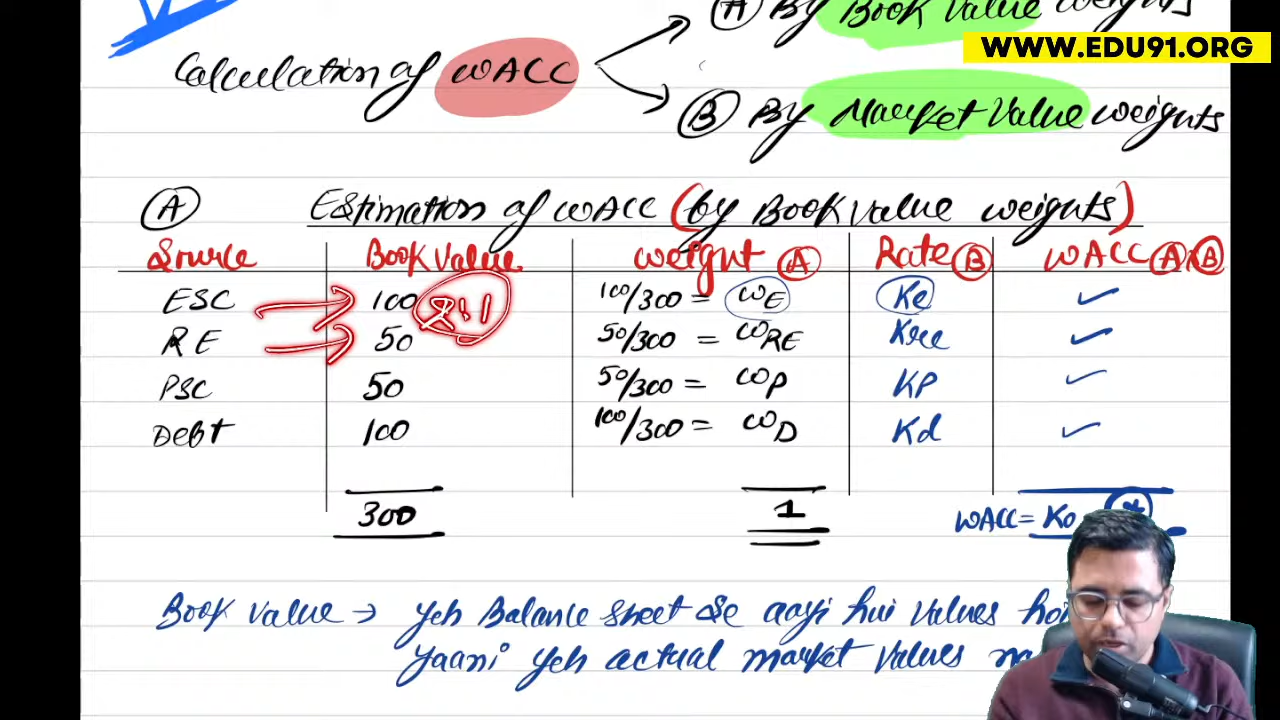 (A) By Book Value weights
WWW.EDU91.ORG
Calculation of WACC
(B) By Market Value weights
(A) Estimation of WACC (by Book Value weights)
Source Book Value Weight (A) Rate (B) WACC (A)x(B)
ESC 100 2:1 100/300 = WE Ke ✓
RE 50 50/300 = WRE Kre ✓
PSC 50 50/300 = WP KP ✓
Debt 100 100/300 = WD Kd ✓
300 1 WACC = Ko *
Book value → Yeh Balance Sheet Se aayi hui Values
Yaani Yeh actual market Values